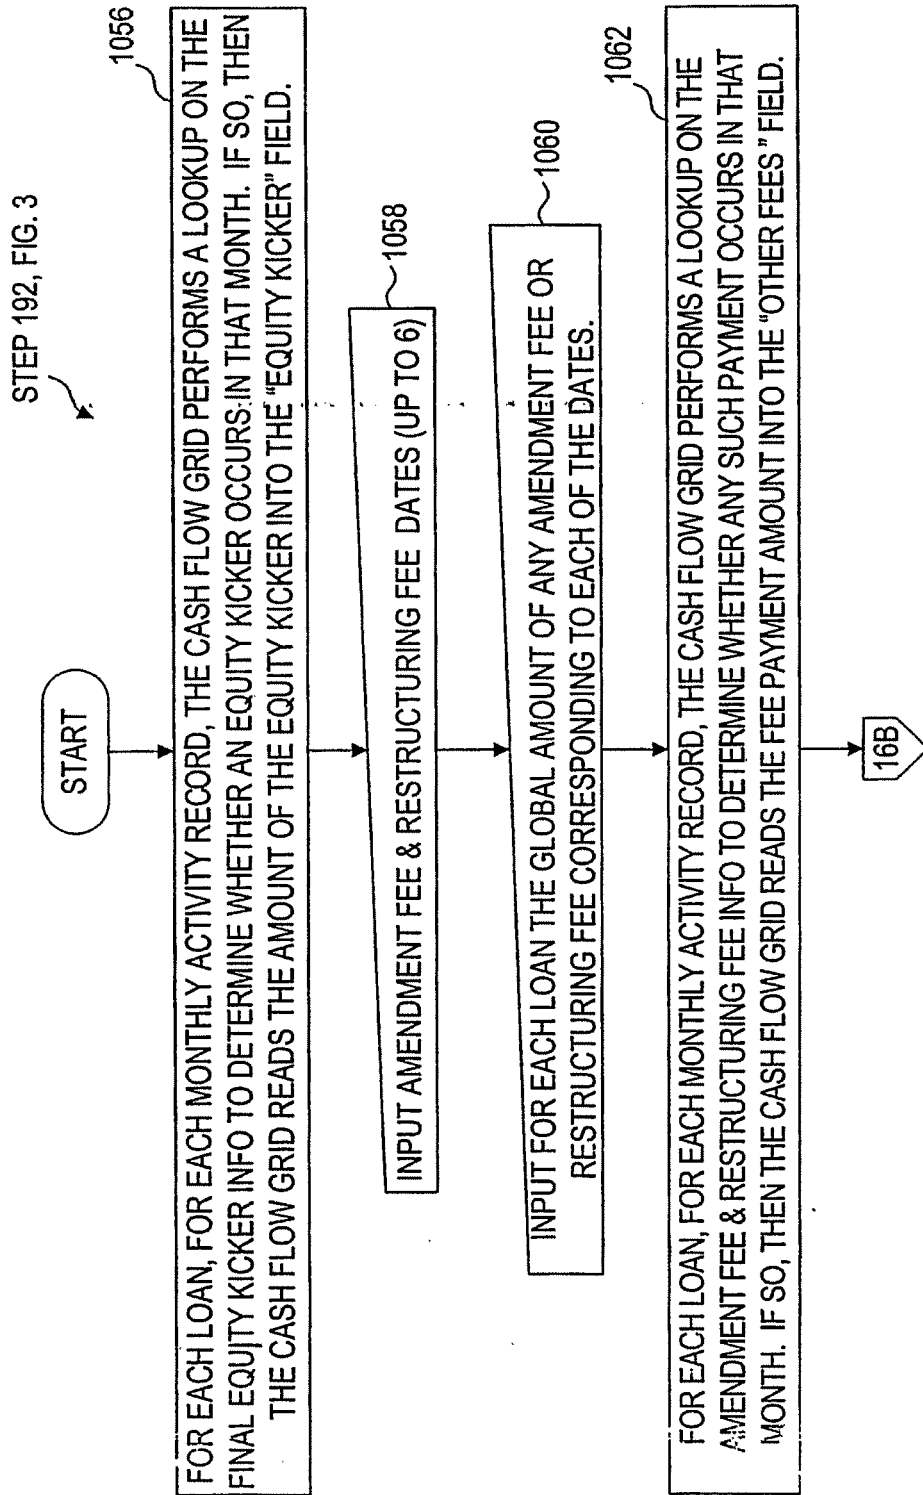 STEP 192, FIG. 3
START
1056
FOR EACH LOAN, FOR EACH MONTHLY ACTIVITY RECORD, THE CASH FLOW GRID PERFORMS A LOOKUP ON THE
FINAL EQUITY KICKER INFO TO DETERMINE WHETHER AN EQUITY KICKER OCCURS IN THAT MONTH. IF SO, THEN
THE CASH FLOW GRID READS THE AMOUNT OF THE EQUITY KICKER INTO THE "EQUITY KICKER" FIELD.
1058
INPUT AMENDMENT FEE & RESTRUCTURING FEE DATES (UP TO 6)
1060
INPUT FOR EACH LOAN THE GLOBAL AMOUNT OF ANY AMENDMENT FEE OR
RESTRUCTURING FEE CORRESPONDING TO EACH OF THE DATES.
1062
FOR EACH LOAN, FOR EACH MONTHLY ACTIVITY RECORD, THE CASH FLOW GRID PERFORMS A LOOKUP ON THE
AMENDMENT FEE & RESTRUCTURING FEE INFO TO DETERMINE WHETHER ANY SUCH PAYMENT OCCURS IN THAT
MONTH. IF SO, THEN THE CASH FLOW GRID READS THE FEE PAYMENT AMOUNT INTO THE "OTHER FEES" FIELD.
16B